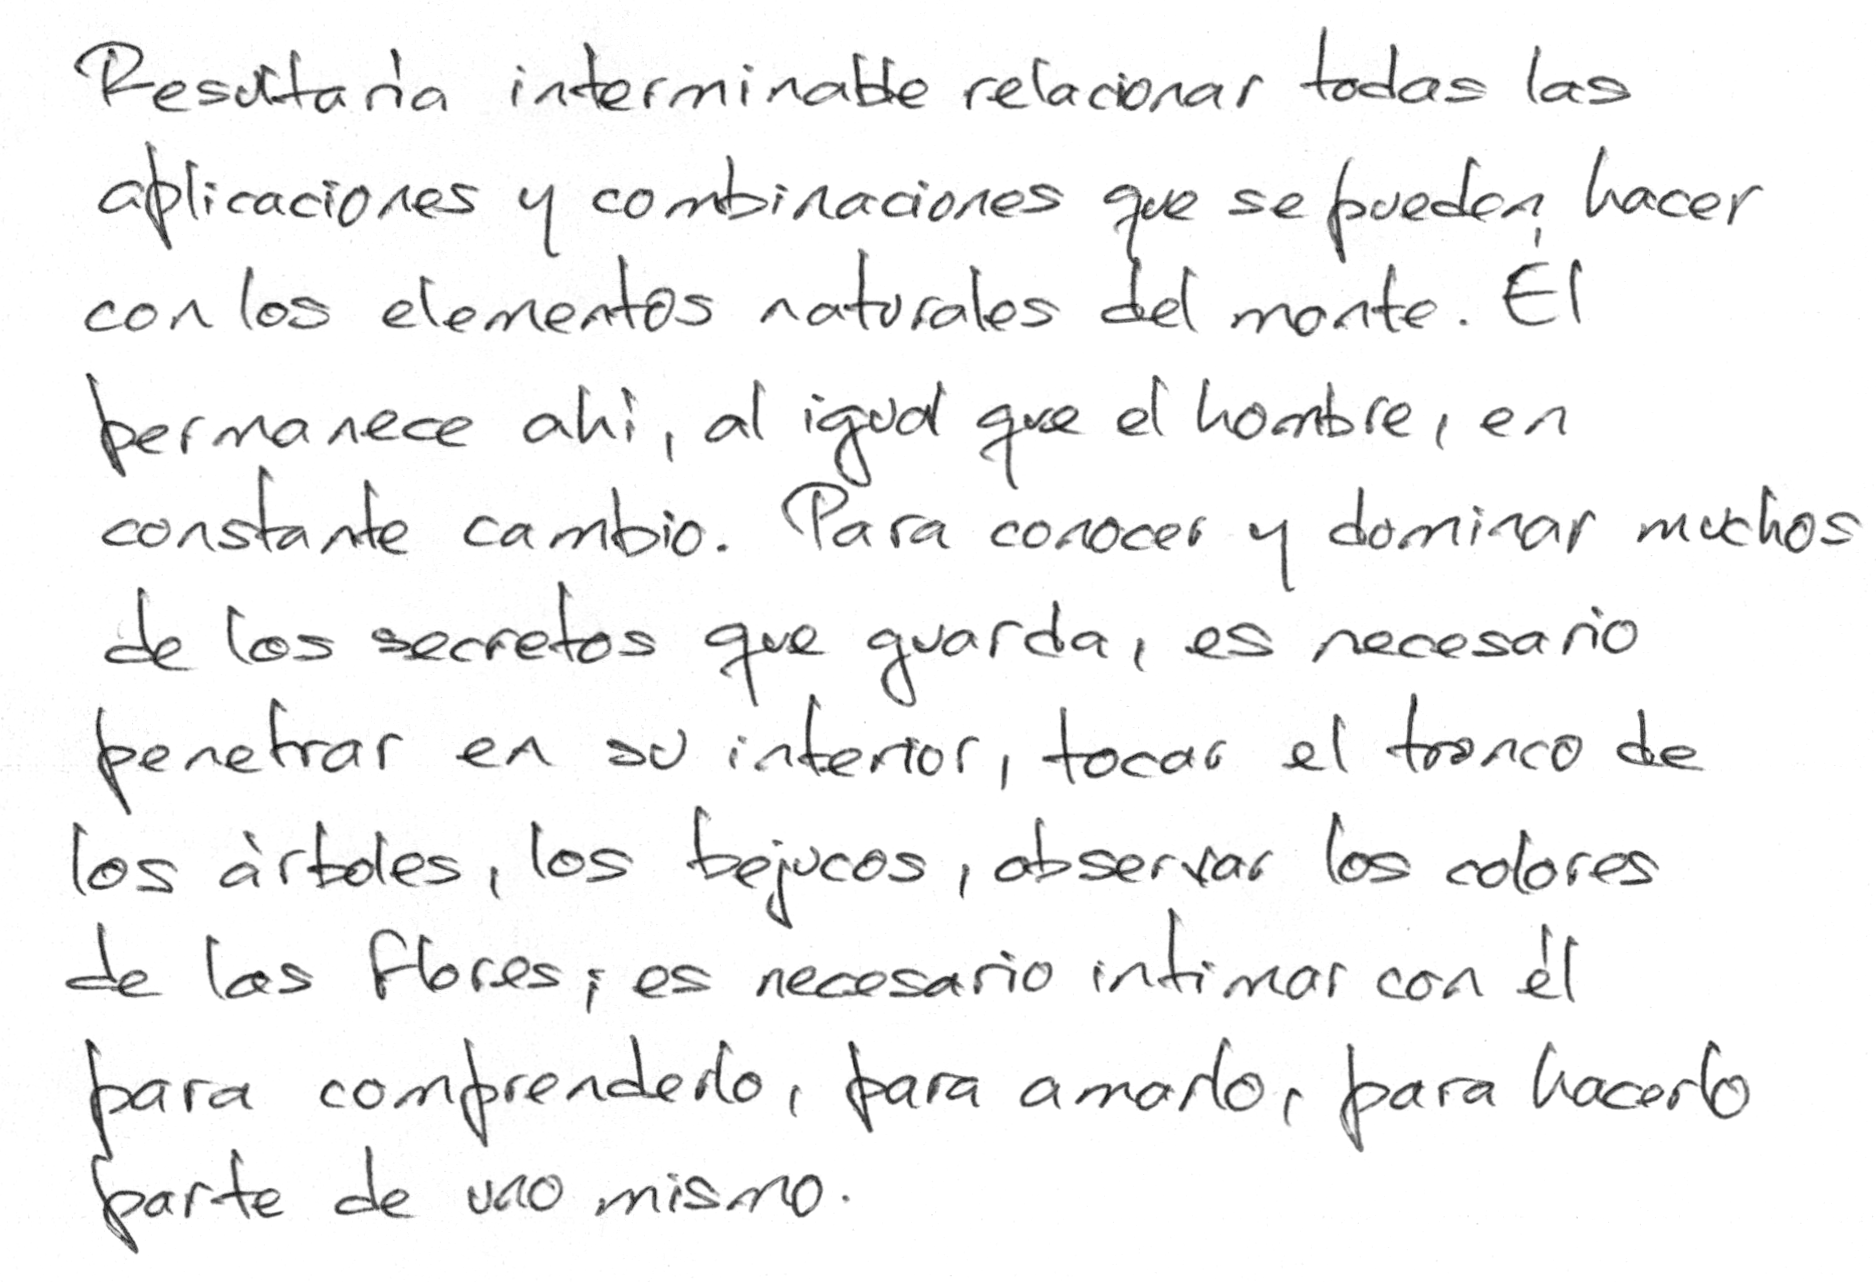 Resultaría interminable relacionar todas las
aplicaciones y combinaciones que se pueden hacer
con los elementos naturales del monte. Él
permanece ahí, al igual que el hombre, en
constante cambio. Para conocer y dominar muchos
de los secretos que guarda, es necesario
penetrar en su interior, tocar el tronco de
los árboles, los bejucos, observar los colores
de las flores; es necesario intimar con él
para comprenderlo, para amarlo, para hacerlo
parte de uno mismo.